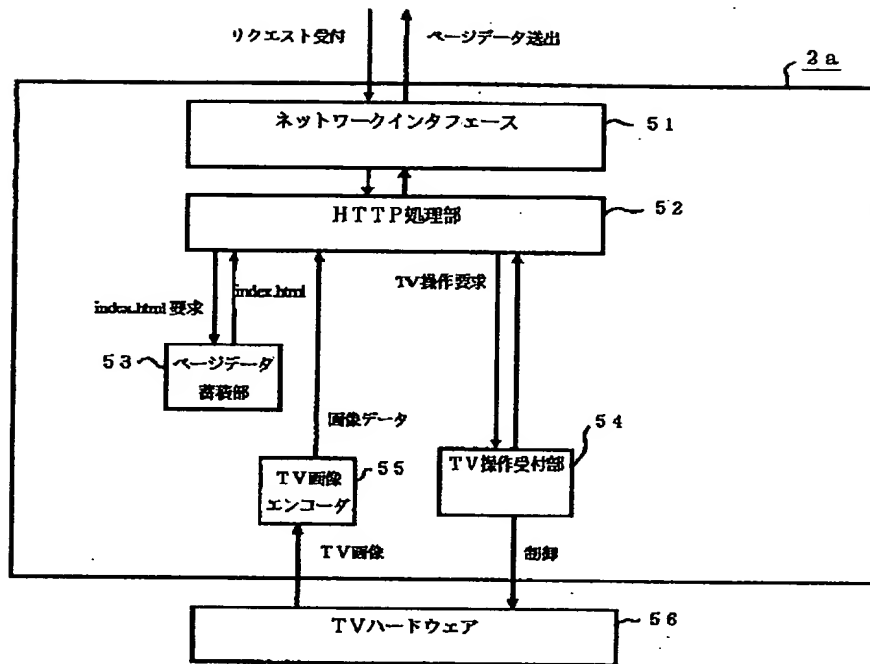 リクエスト受付
ページデータ送出
2a
ネットワークインタフェース
51
HTTP処理部
52
index.html 要求
index.html
TV操作要求
53
ページデータ
蓄積部
画像データ
54
55
TV画像
エンコーダ
TV操作受付部
TV画像
制御
TVハードウェア
56